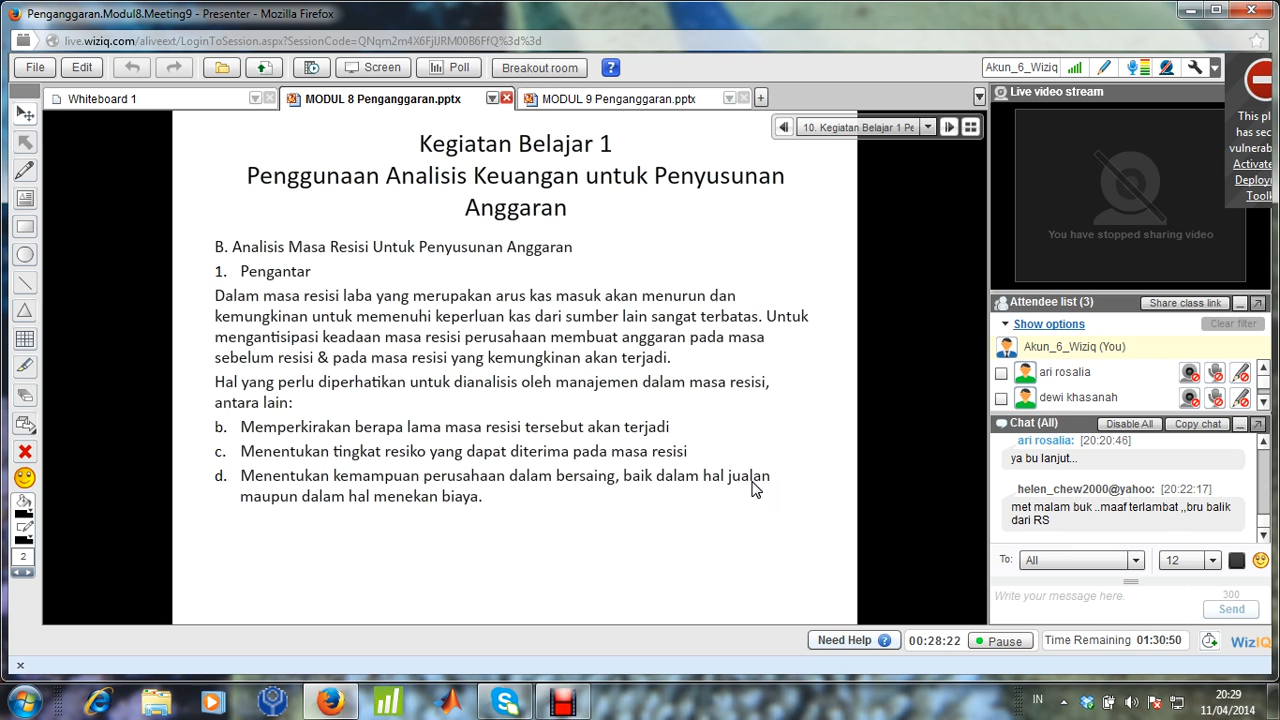 Penganggaran.Modul8.Meeting9 - Presenter - Mozilla Firefox
live.wiziq.com/aliveext/LoginToSession.aspx?SessionCode=QNqm2m4X6FjIJRM00B6FfQ%3d%3d
File Edit Screen Poll Breakout room ? Akun_6_Wiziq
Whiteboard 1 MODUL 8 Penganggaran.pptx MODUL 9 Penganggaran.pptx
10. Kegiatan Belajar 1 Pe
Kegiatan Belajar 1
Penggunaan Analisis Keuangan untuk Penyusunan
Anggaran
B. Analisis Masa Resisi Untuk Penyusunan Anggaran
1. Pengantar
Dalam masa resisi laba yang merupakan arus kas masuk akan menurun dan
kemungkinan untuk memenuhi keperluan kas dari sumber lain sangat terbatas. Untuk
mengantisipasi keadaan masa resisi perusahaan membuat anggaran pada masa
sebelum resisi & pada masa resisi yang kemungkinan akan terjadi.
Hal yang perlu diperhatikan untuk dianalisis oleh manajemen dalam masa resisi,
antara lain:
b. Memperkirakan berapa lama masa resisi tersebut akan terjadi
c. Menentukan tingkat resiko yang dapat diterima pada masa resisi
d. Menentukan kemampuan perusahaan dalam bersaing, baik dalam hal jualan
maupun dalam hal menekan biaya.
2
Live video stream
This pl
has sec
vulnerab
Activate
Deploy
Toolk
You have stopped sharing video
Attendee list (3) Share class link
Show options Clear filter
Akun_6_Wiziq (You)
ari rosalia
dewi khasanah
Chat (All) Disable All Copy chat
ari rosalia: [20:20:46]
ya bu lanjut...
helen_chew2000@yahoo: [20:22:17]
met malam buk ..maaf terlambat ,,bru balik
dari RS
To: All 12
Write your message here. 300
Send
Need Help ? 00:28:22 Pause Time Remaining 01:30:50 WizIQ
IN 20:29
11/04/2014